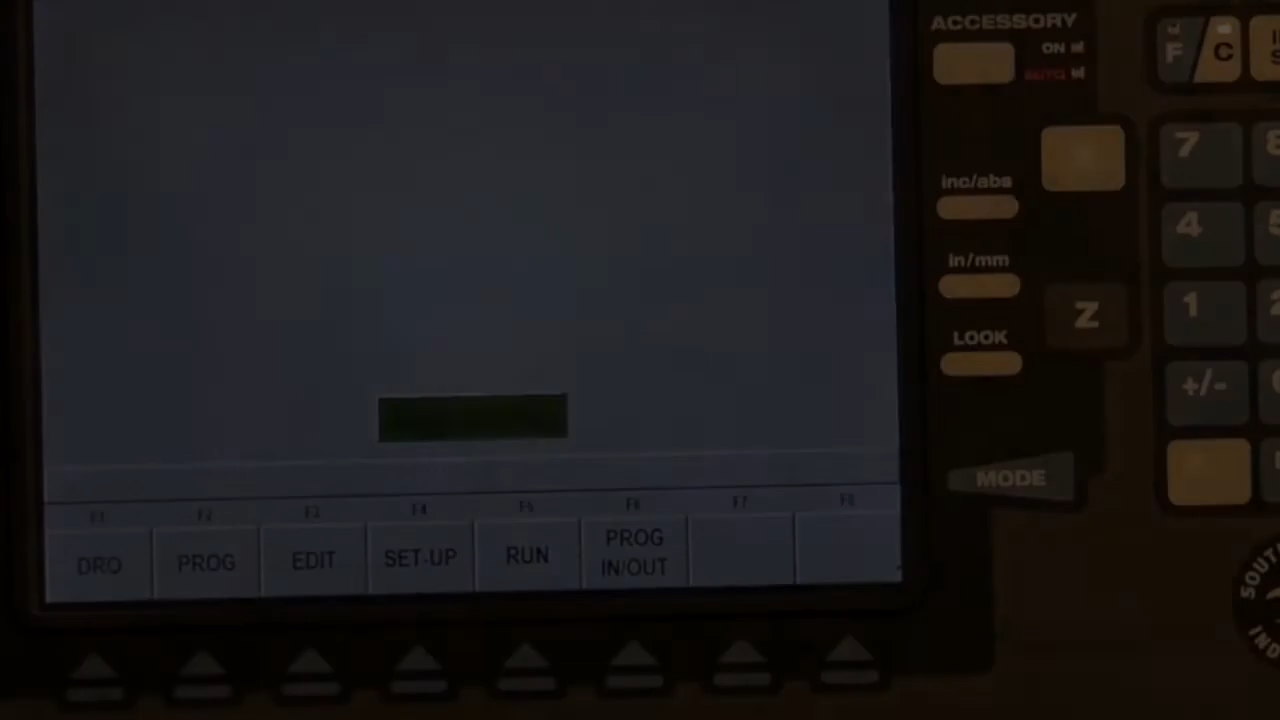 ACCESSORY
ON
AUTO
F / C
inc/abs
in/mm
LOOK
Z
MODE
7
4
1
+/-
F1 F2 F3 F4 F5 F6 F7 F8
DRO
PROG
EDIT
SET-UP
RUN
PROG
IN/OUT